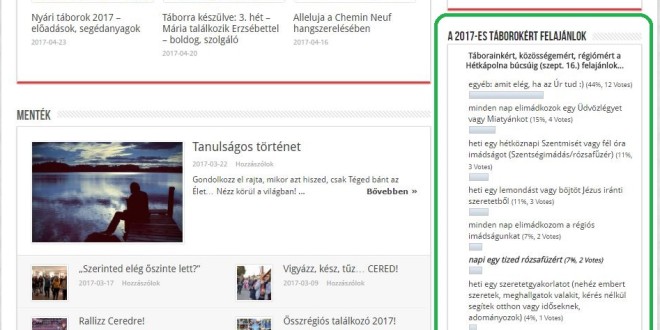 Nyári táborok 2017 –
előadások, segédanyagok
2017-04-23
Táborra készülve: 3. hét –
Mária találkozik Erzsébettel
– boldog, szolgáló
2017-04-20
Alleluja a Chemin Neuf
hangszerelésében
2017-04-16
MENTÉK
Tanulságos történet
2017-03-22 Hozzászólok
Gondolkozz el rajta, mikor azt hiszed, csak Téged bánt az
Élet… Nézz körül a világban! ...
Bővebben »
„Szerinted elég őszinte lett?”
2017-03-17 Hozzászólok
Vigyázz, kész, tűz… CERED!
2017-03-09 Hozzászólok
Rallizz Ceredre!
Összrégiós találkozó 2017!
A 2017-ES TÁBOROKÉRT FELAJÁNLOK
Táborainkért, közösségemért, régiómért a
Hétkápolna búcsúig (szept. 16.) felajánlok...
egyéb: amit elég, ha az Úr tud :) (44%, 12 Votes)
minden nap elimádkozok egy Üdvözlégyet
vagy Miatyánkot (15%, 4 Votes)
heti egy hétköznapi Szentmisét vagy fél óra
imádságot (Szentségimádás/rózsafüzér) (11%,
3 Votes)
heti egy lemondást vagy böjtöt Jézus iránti
szeretetből (11%, 3 Votes)
minden nap elimádkozom a régiós
imádságunkat (7%, 2 Votes)
napi egy tized rózsafüzért (7%, 2 Votes)
heti egy szeretetgyakorlatot (nehéz embert
szeretek, meghallgatok valakit, kérés nélkül
segítek otthon vagy időseknek,
adományozok) (4%, 1 Votes)